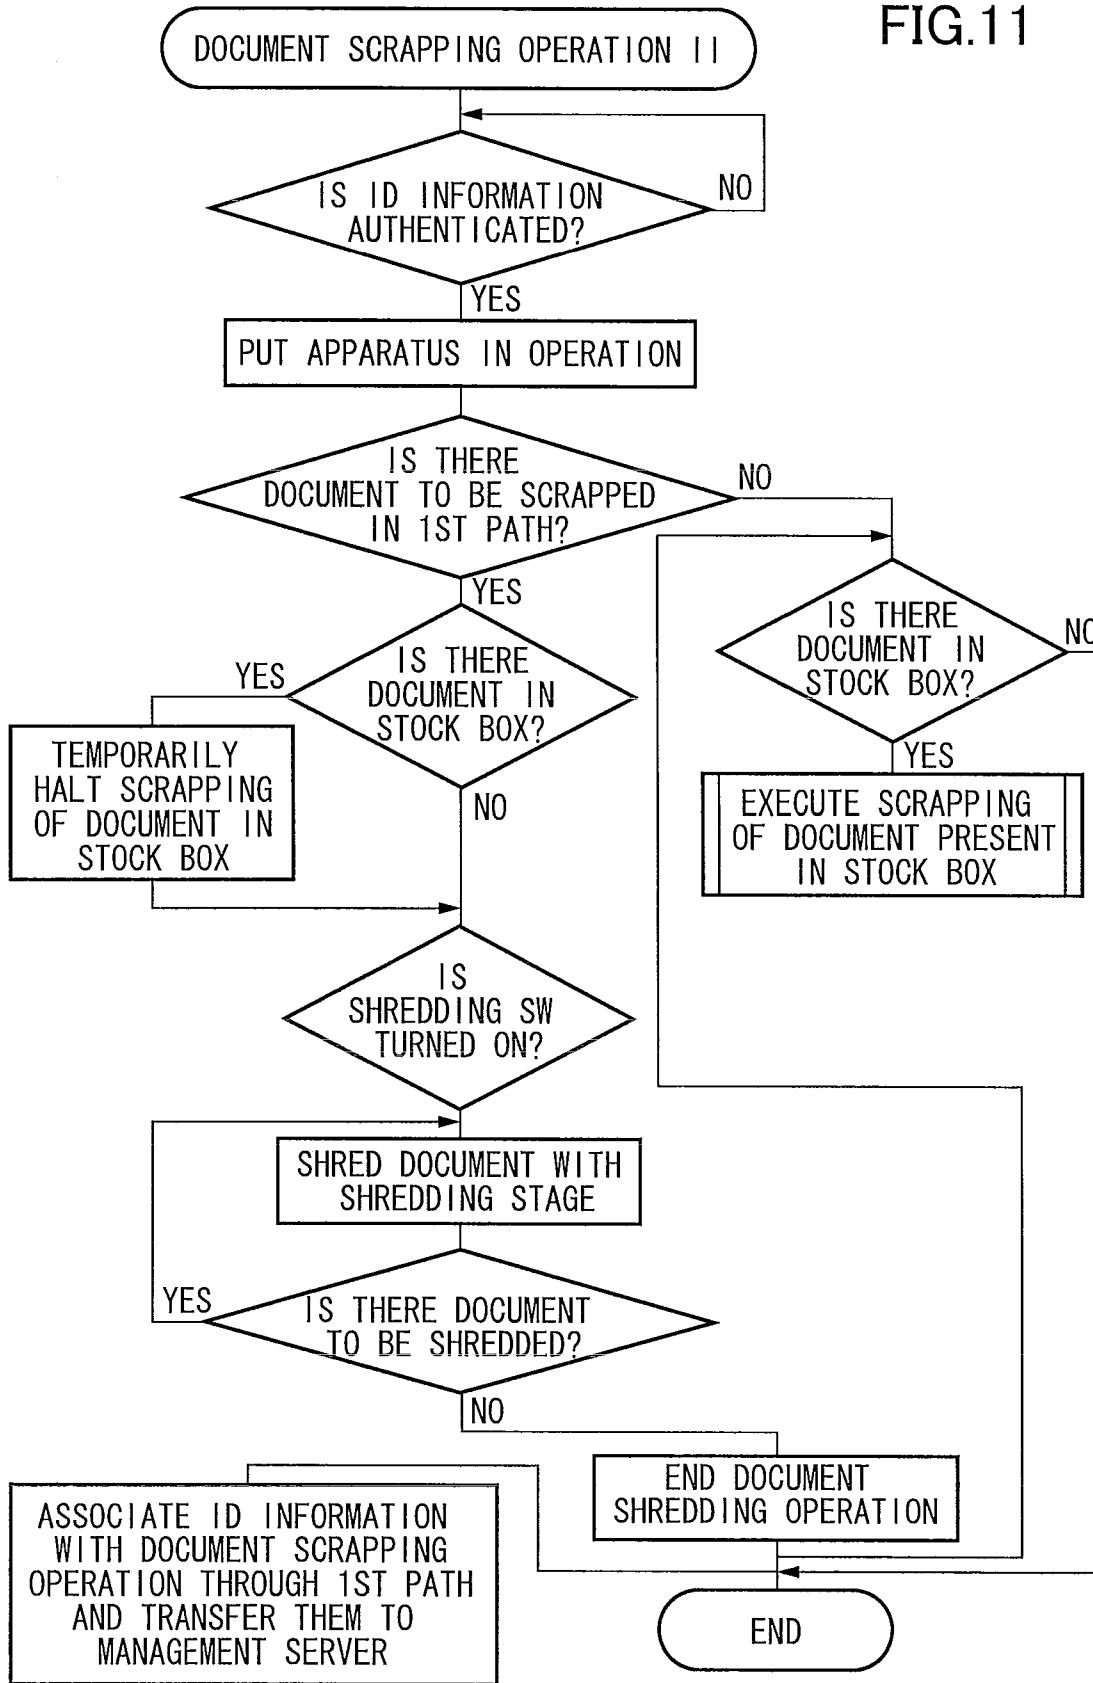 FIG.11
DOCUMENT SCRAPPING OPERATION II
IS ID INFORMATION
AUTHENTICATED?
NO
YES
PUT APPARATUS IN OPERATION
IS THERE
DOCUMENT TO BE SCRAPPED
IN 1ST PATH?
NO
YES
IS THERE
DOCUMENT IN
STOCK BOX?
NO
YES
EXECUTE SCRAPPING
OF DOCUMENT PRESENT
IN STOCK BOX
IS THERE
DOCUMENT IN
STOCK BOX?
YES
NO
TEMPORARILY
HALT SCRAPPING
OF DOCUMENT IN
STOCK BOX
IS
SHREDDING SW
TURNED ON?
SHRED DOCUMENT WITH
SHREDDING STAGE
IS THERE DOCUMENT
TO BE SHREDDED?
YES
NO
END DOCUMENT
SHREDDING OPERATION
ASSOCIATE ID INFORMATION
WITH DOCUMENT SCRAPPING
OPERATION THROUGH 1ST PATH
AND TRANSFER THEM TO
MANAGEMENT SERVER
END